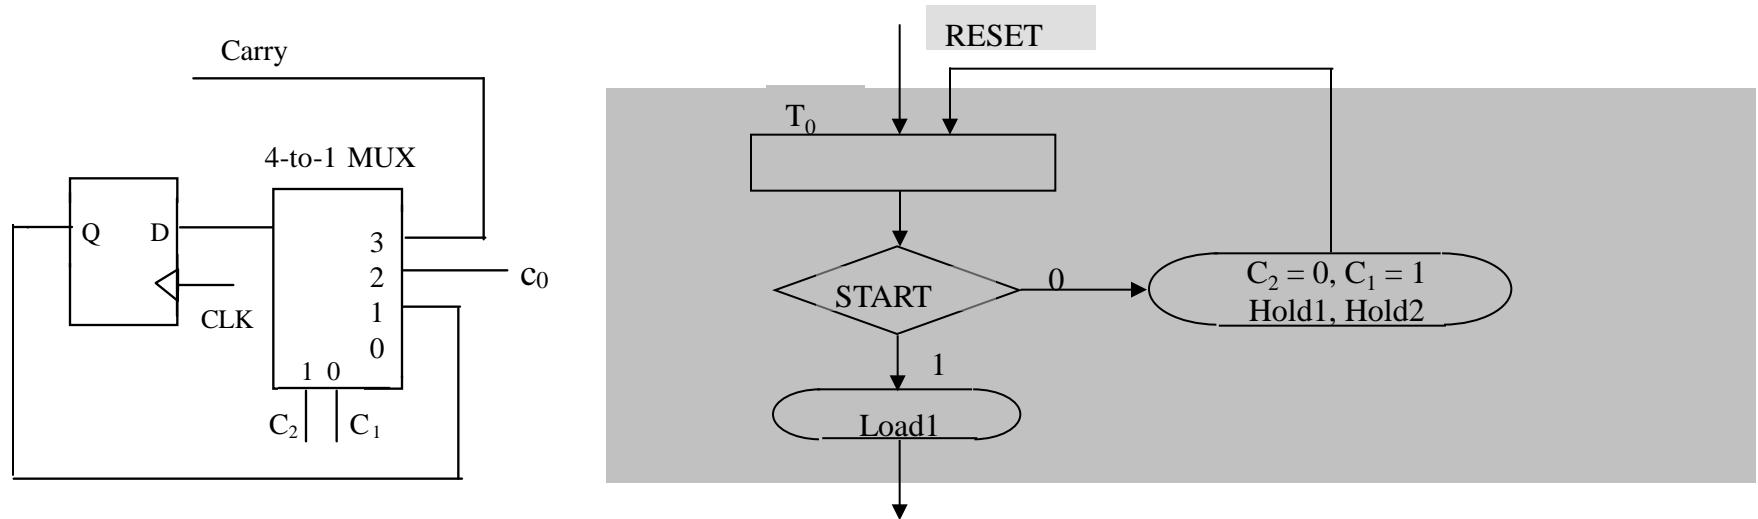 Carry
4-to-1 MUX
Q D
3
2
1
0
c₀
CLK
1 0
C₂ C₁
RESET
T₀
START
0
C₂ = 0, C₁ = 1
Hold1, Hold2
1
Load1